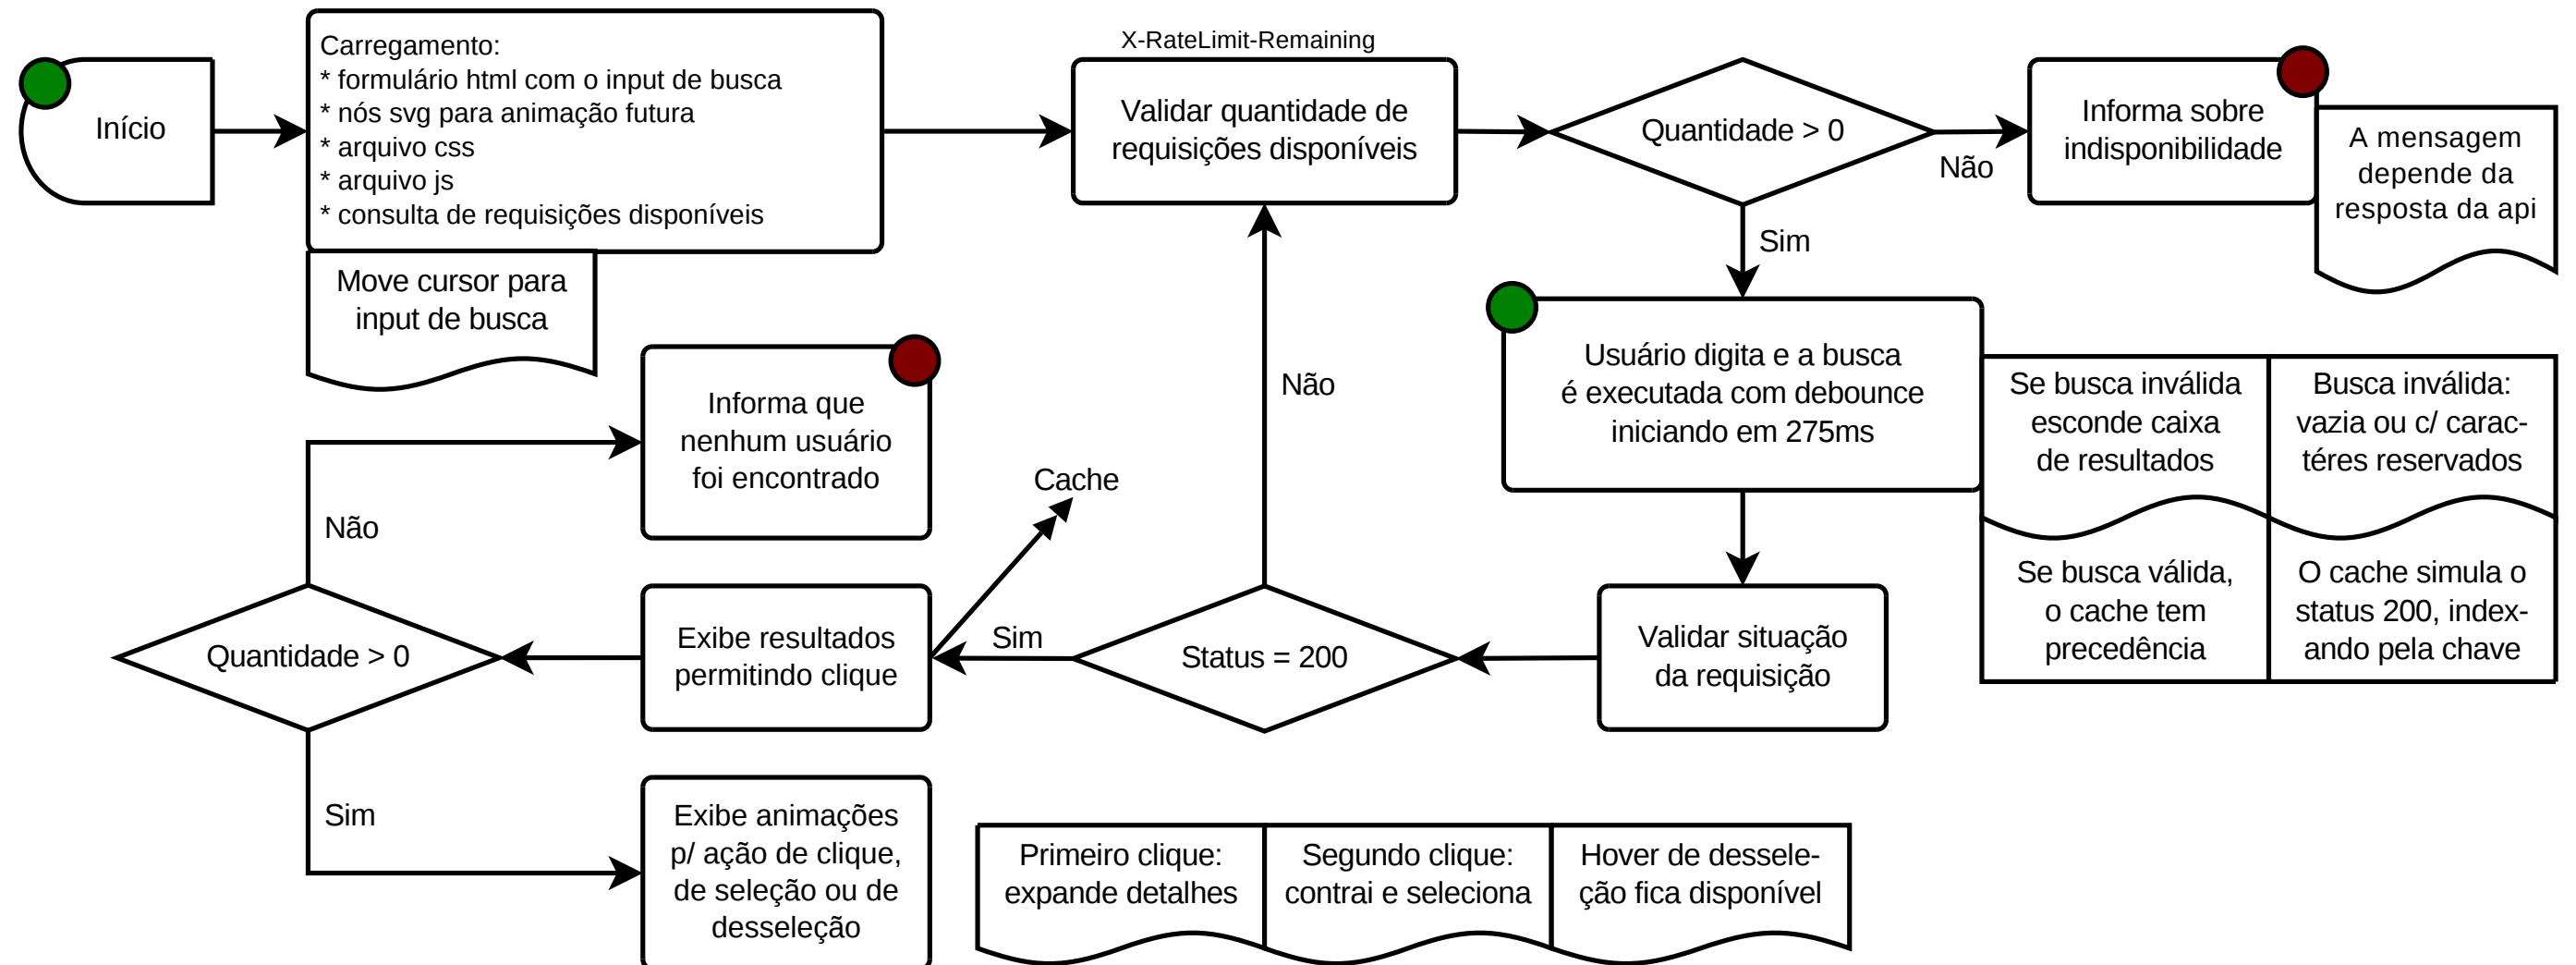 Início
Carregamento:
* formulário html com o input de busca
* nós svg para animação futura
* arquivo css
* arquivo js
* consulta de requisições disponíveis
Move cursor para
input de busca
X-RateLimit-Remaining
Validar quantidade de
requisições disponíveis
Quantidade > 0
Não
Informa sobre
indisponibilidade
A mensagem
depende da
resposta da api
Sim
Usuário digita e a busca
é executada com debounce
iniciando em 275ms
Se busca inválida
esconde caixa
de resultados
Busca inválida:
vazia ou c/ carac-
téres reservados
Se busca válida,
o cache tem
precedência
O cache simula o
status 200, index-
ando pela chave
Validar situação
da requisição
Status = 200
Não
Sim
Cache
Exibe resultados
permitindo clique
Quantidade > 0
Não
Informa que
nenhum usuário
foi encontrado
Sim
Exibe animações
p/ ação de clique,
de seleção ou de
desseleção
Primeiro clique:
expande detalhes
Segundo clique:
contrai e seleciona
Hover de dessele-
ção fica disponível